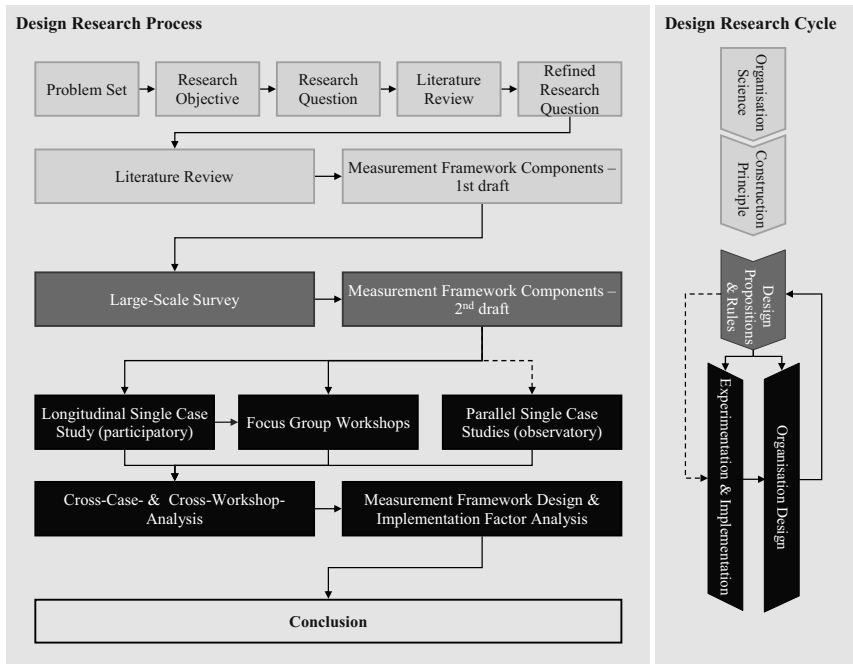 Design Research Process
Problem Set
Research
Objective
Research
Question
Literature
Review
Refined
Research
Question
Literature Review
Measurement Framework Components –
1st draft
Large-Scale Survey
Measurement Framework Components –
2nd draft
Longitudinal Single Case
Study (participatory)
Focus Group Workshops
Parallel Single Case
Studies (observatory)
Cross-Case- & Cross-Workshop-
Analysis
Measurement Framework Design &
Implementation Factor Analysis
Conclusion
Design Research Cycle
Organisation
Science
Construction
Principle
Design
Propositions
& Rules
Experimentation & Implementation
Organisation Design